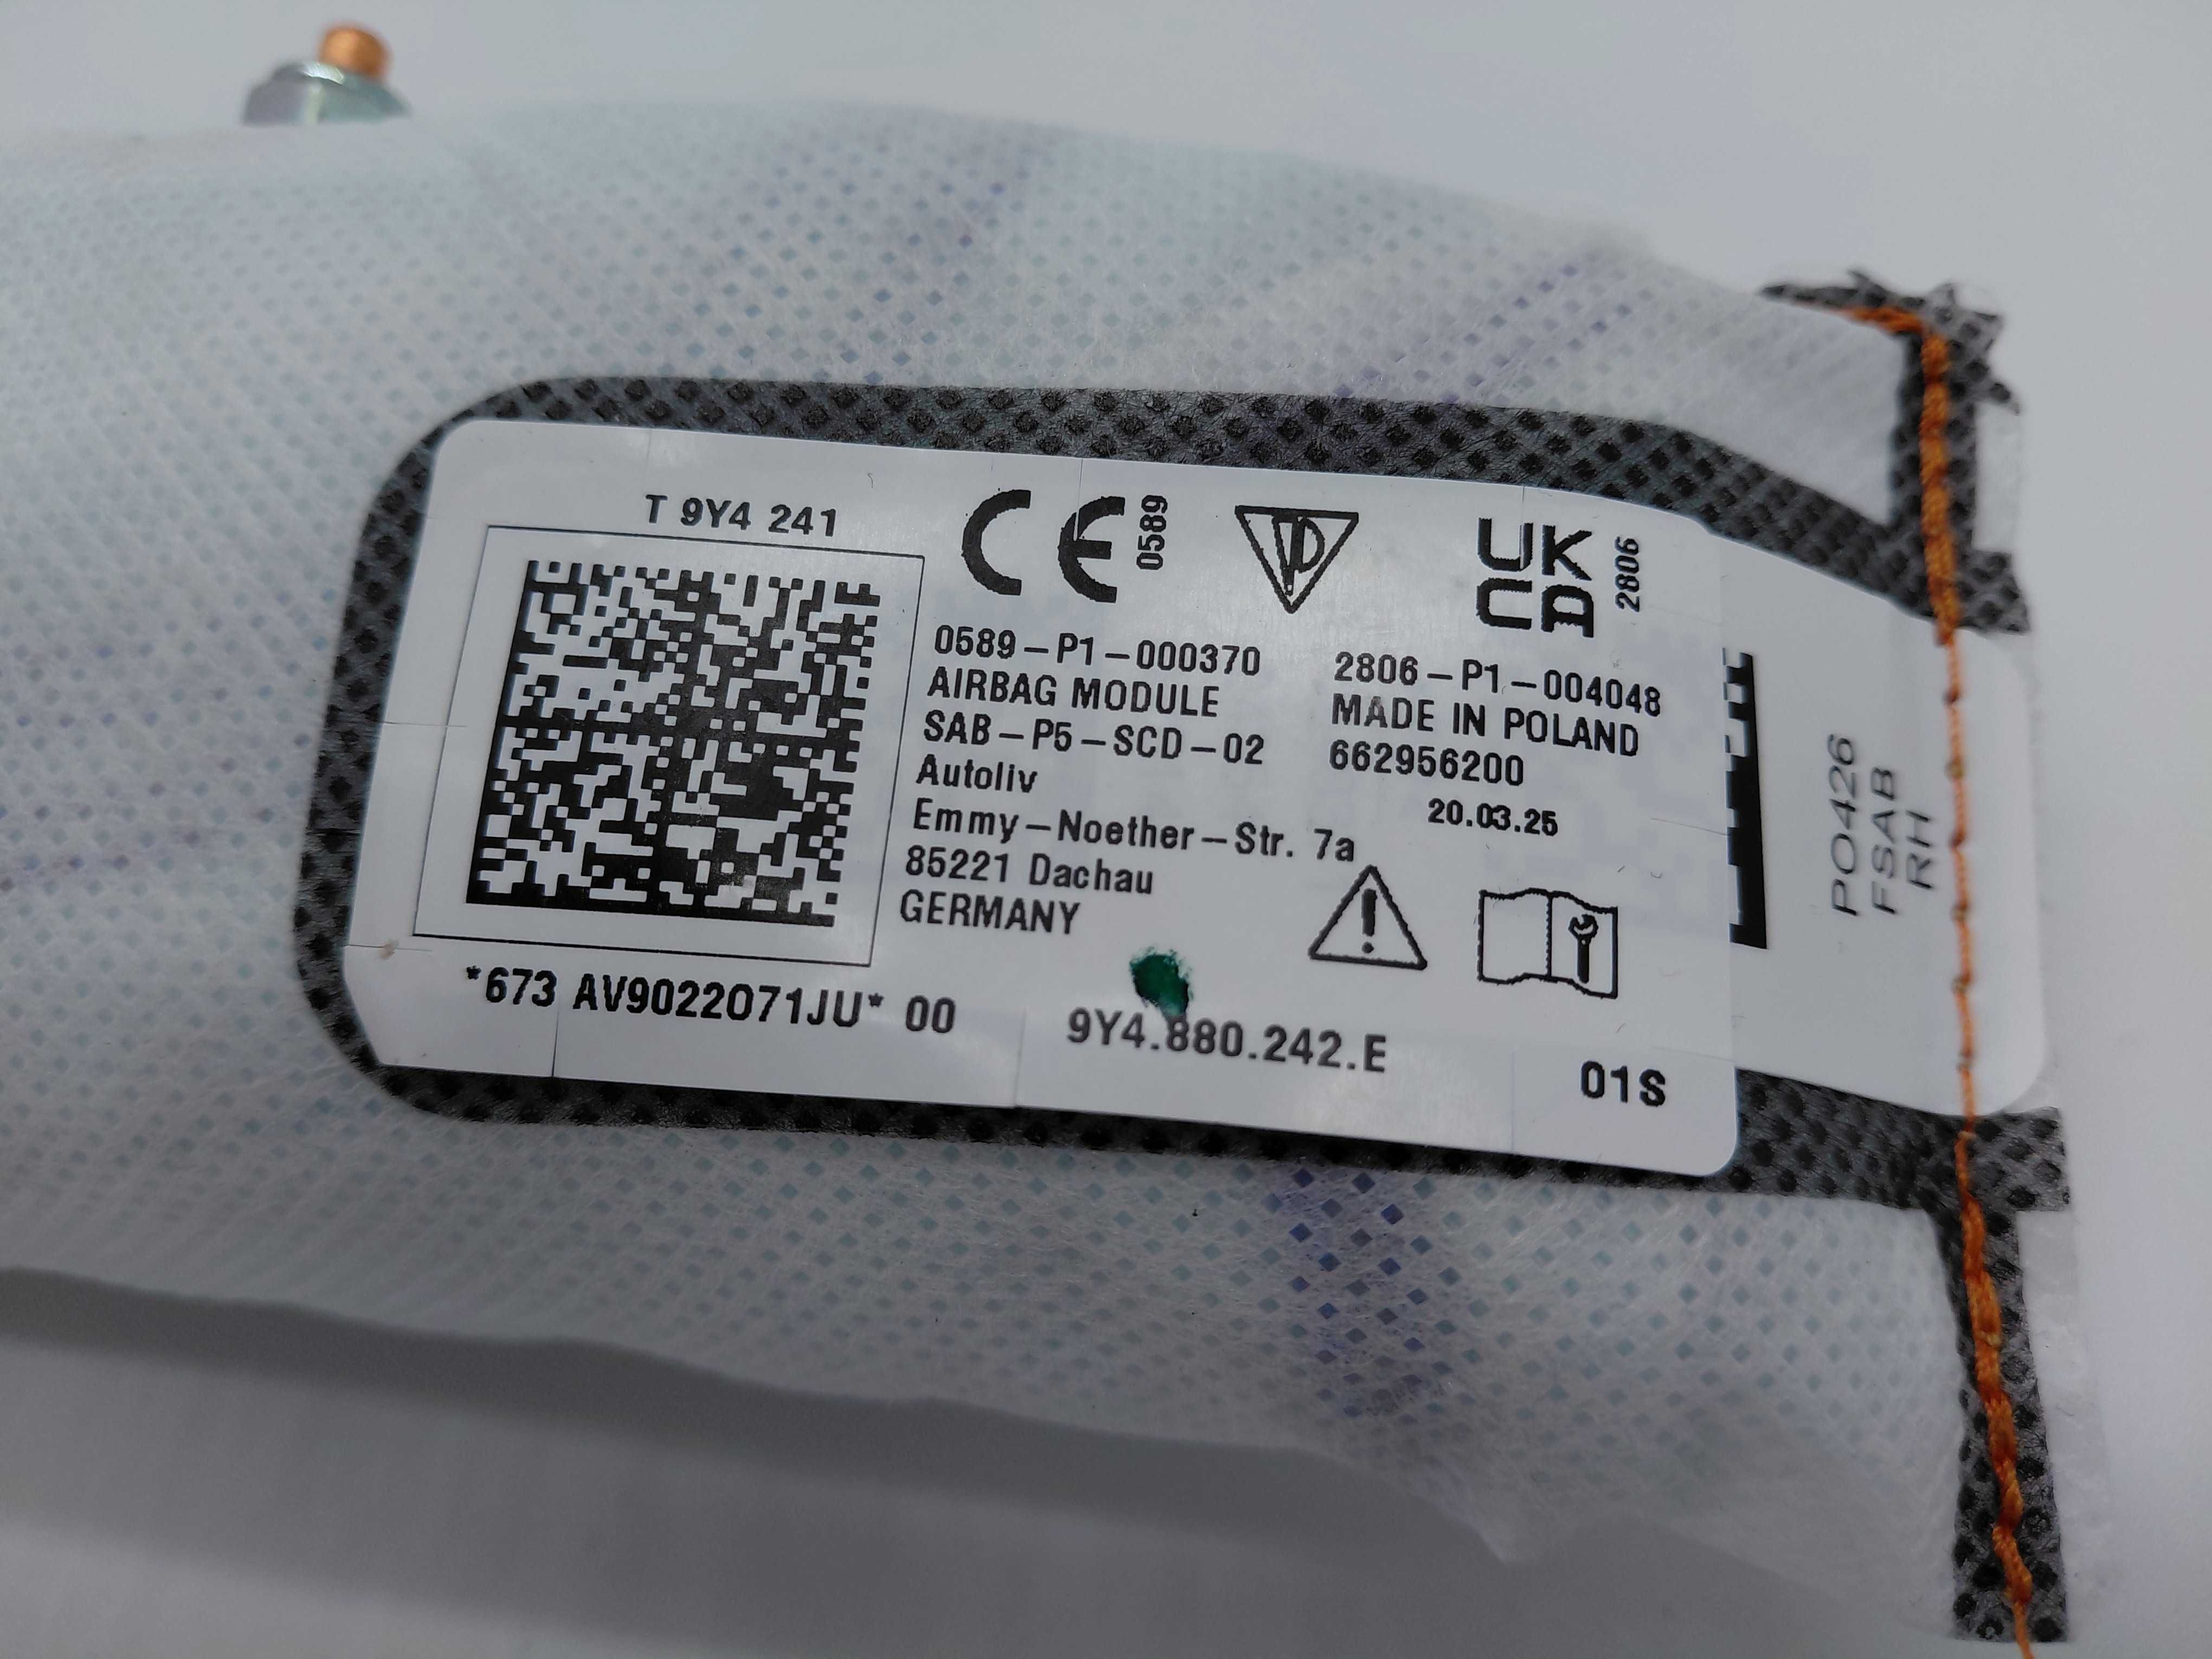 T 9Y4 241
CE 0589
UK
CA 2806
0589-P1-000370
AIRBAG MODULE
SAB-P5-SCD-02
Autoliv
Emmy-Noether-Str. 7a
85221 Dachau
GERMANY
2806-P1-004048
MADE IN POLAND
662956200
20.03.25
*673 AV9022071JU* 00
9Y4.880.242.E
01S
PO426
FSAB
RH